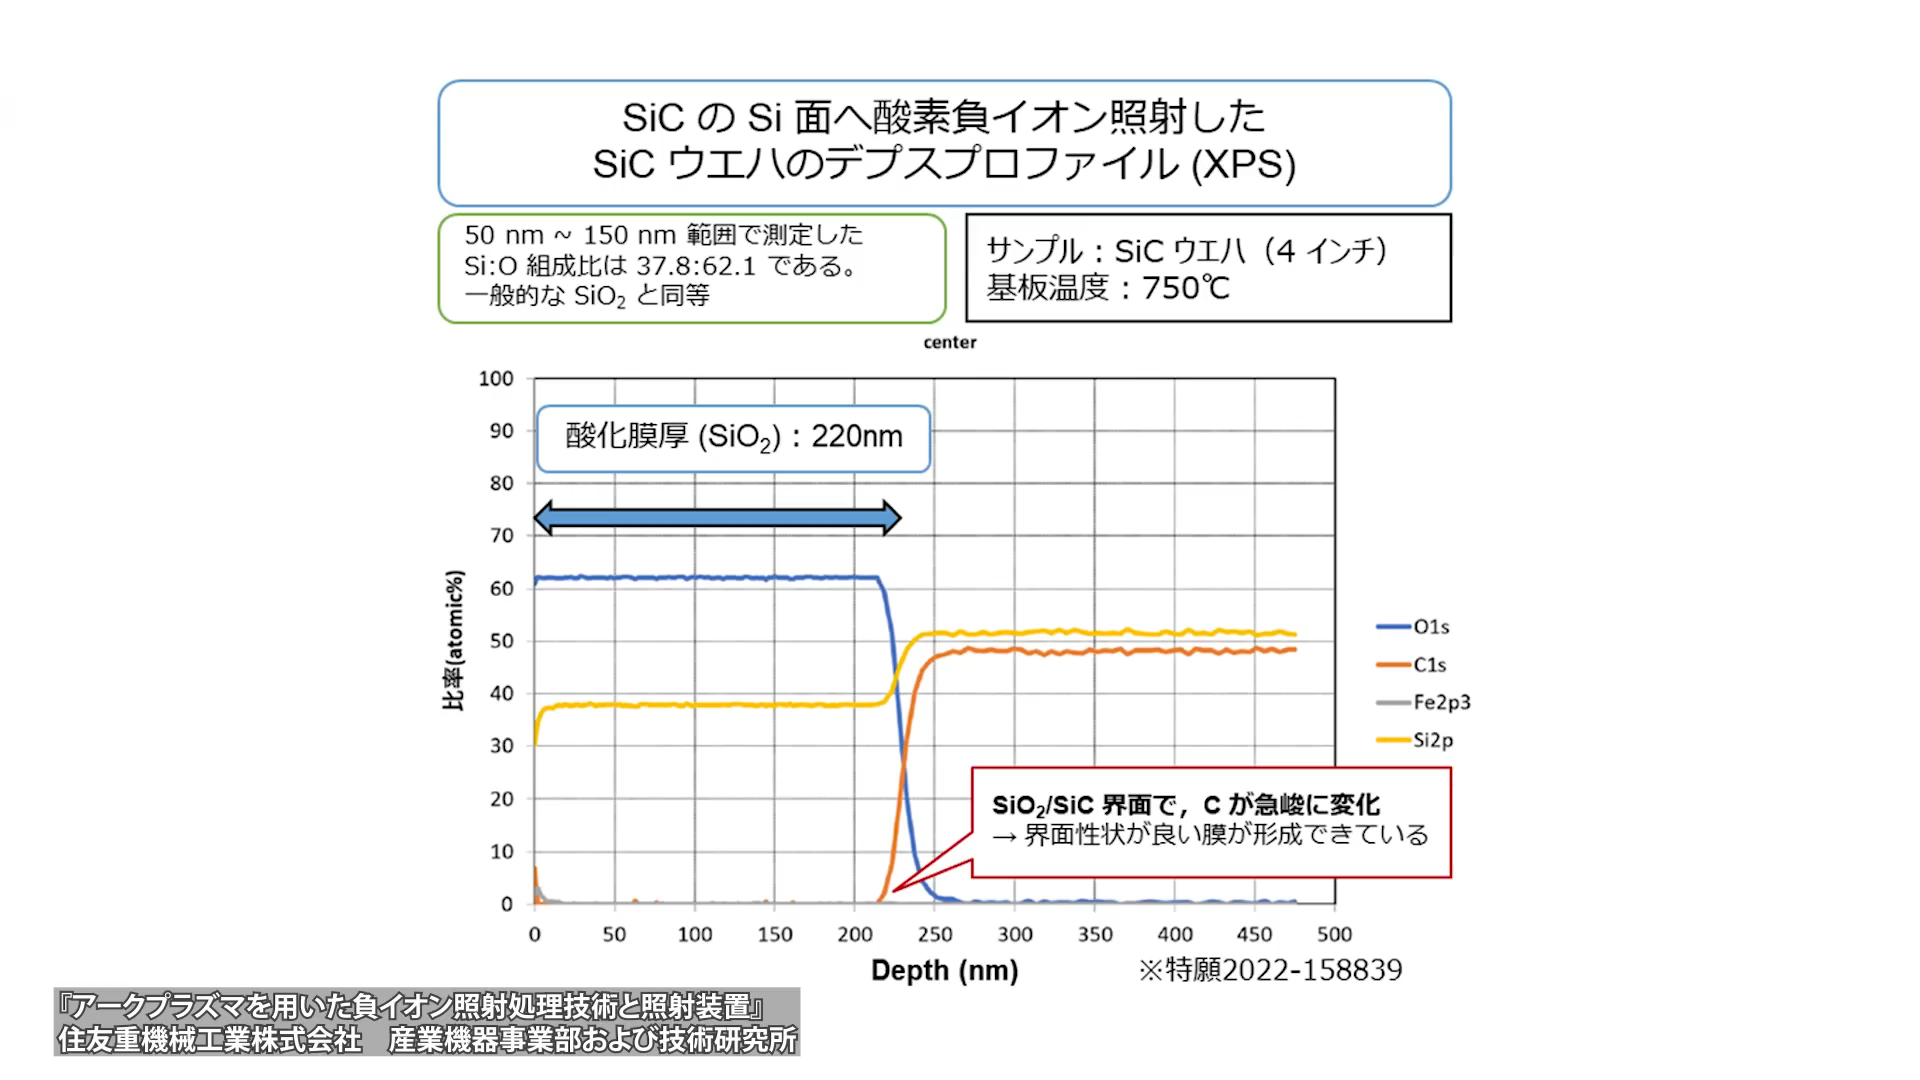 SiC の Si 面へ酸素負イオン照射した
SiC ウエハのデプスプロファイル (XPS)
50 nm ~ 150 nm 範囲で測定した
Si:O 組成比は 37.8:62.1 である。
一般的な SiO₂ と同等
サンプル：SiC ウエハ（4 インチ）
基板温度：750℃
center
100
90
80
70
60
50
40
30
20
10
0
酸化膜厚 (SiO₂)：220nm
比率(atomic%)
O1s
C1s
Fe2p3
Si2p
SiO₂/SiC 界面で，C が急峻に変化
→ 界面性状が良い膜が形成できている
0 50 100 150 200 250 300 350 400 450 500
Depth (nm)
※特願2022-158839
『アークプラズマを用いた負イオン照射処理技術と照射装置』
住友重機械工業株式会社　産業機器事業部および技術研究所